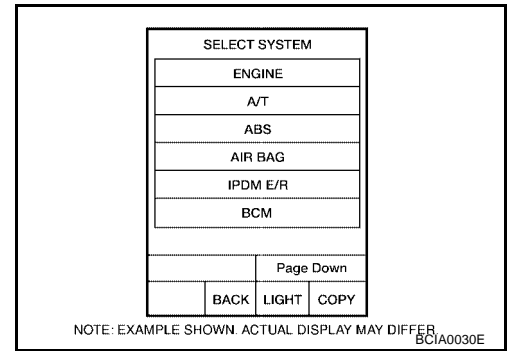 SELECT SYSTEM
ENGINE
A/T
ABS
AIR BAG
IPDM E/R
BCM
Page Down
BACK LIGHT COPY
NOTE: EXAMPLE SHOWN. ACTUAL DISPLAY MAY DIFFER.
BCIA0030E